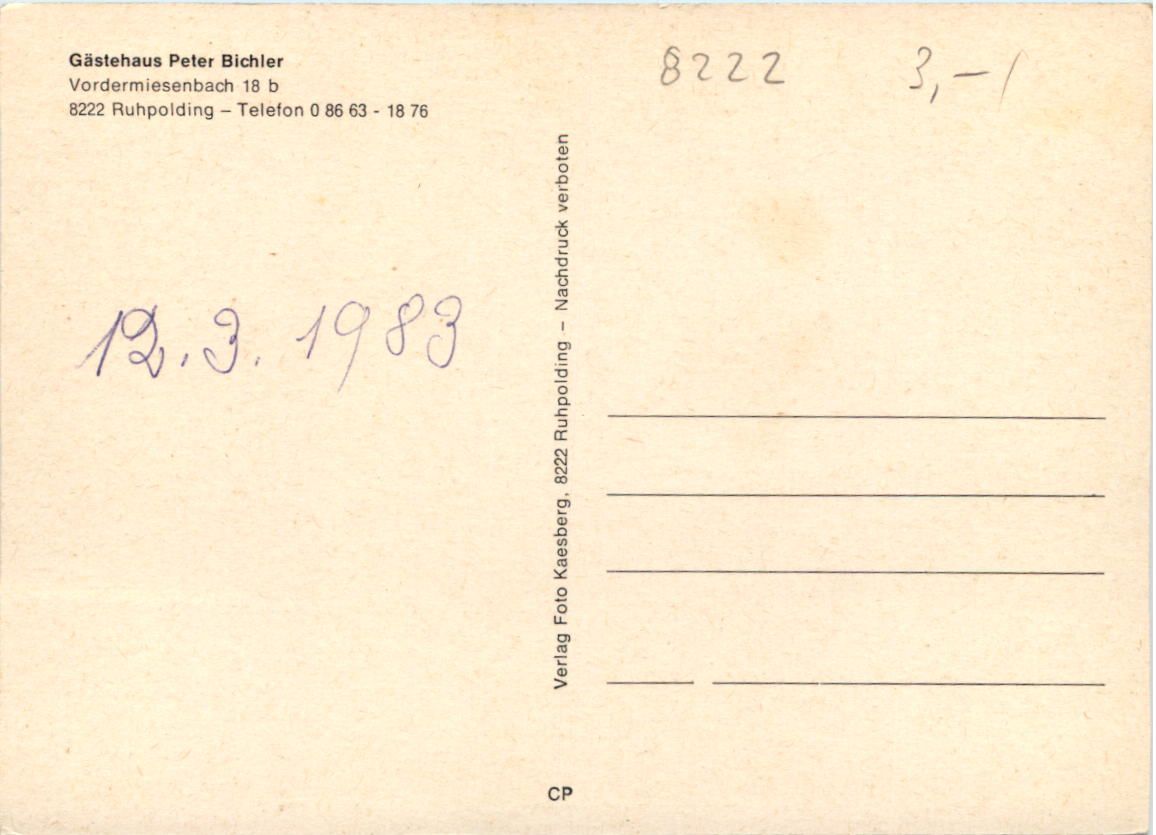 Gästehaus Peter Bichler
Vordermiesenbach 18 b
8222 Ruhpolding – Telefon 0 86 63 - 18 76
8222
3,-
12.3. 1983
Verlag Foto Kaesberg, 8222 Ruhpolding – Nachdruck verboten
CP